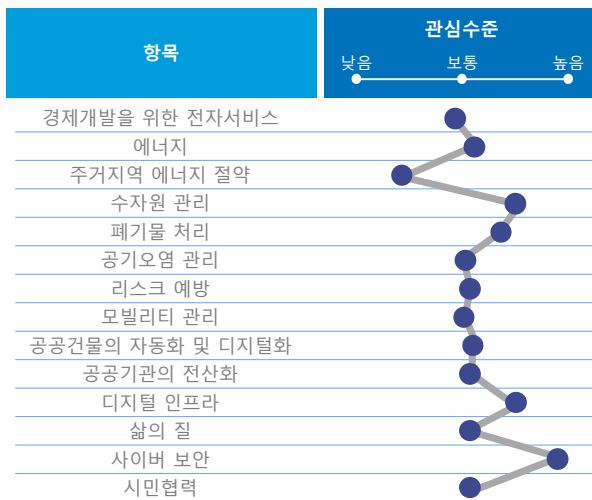 항목
관심수준
낮음 보통 높음
경제개발을 위한 전자서비스
에너지
주거지역 에너지 절약
수자원 관리
폐기물 처리
공기오염 관리
리스크 예방
모빌리티 관리
공공건물의 자동화 및 디지털화
공공기관의 전산화
디지털 인프라
삶의 질
사이버 보안
시민협력